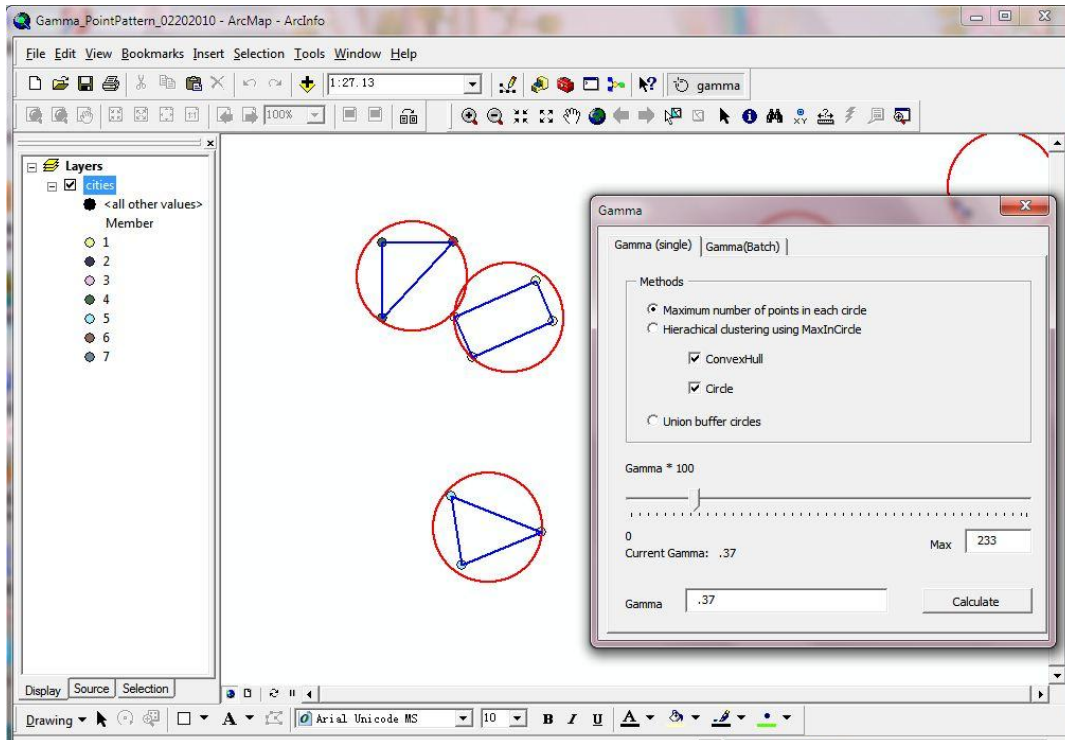 Gamma_PointPattern_02202010 - ArcMap - ArcInfo
File Edit View Bookmarks Insert Selection Tools Window Help
1:27.13
gamma
100%
1:1
XY
Layers
cities
<all other values>
Member
1
2
3
4
5
6
7
Gamma
Gamma (single)
Gamma(Batch)
Methods
Maximum number of points in each circle
Hierachical clustering using MaxInCircle
ConvexHull
Circle
Union buffer circles
Gamma * 100
0
Current Gamma: .37
Max 233
Gamma .37
Calculate
Display Source Selection
Drawing A Arial Unicode MS 10 B I U A